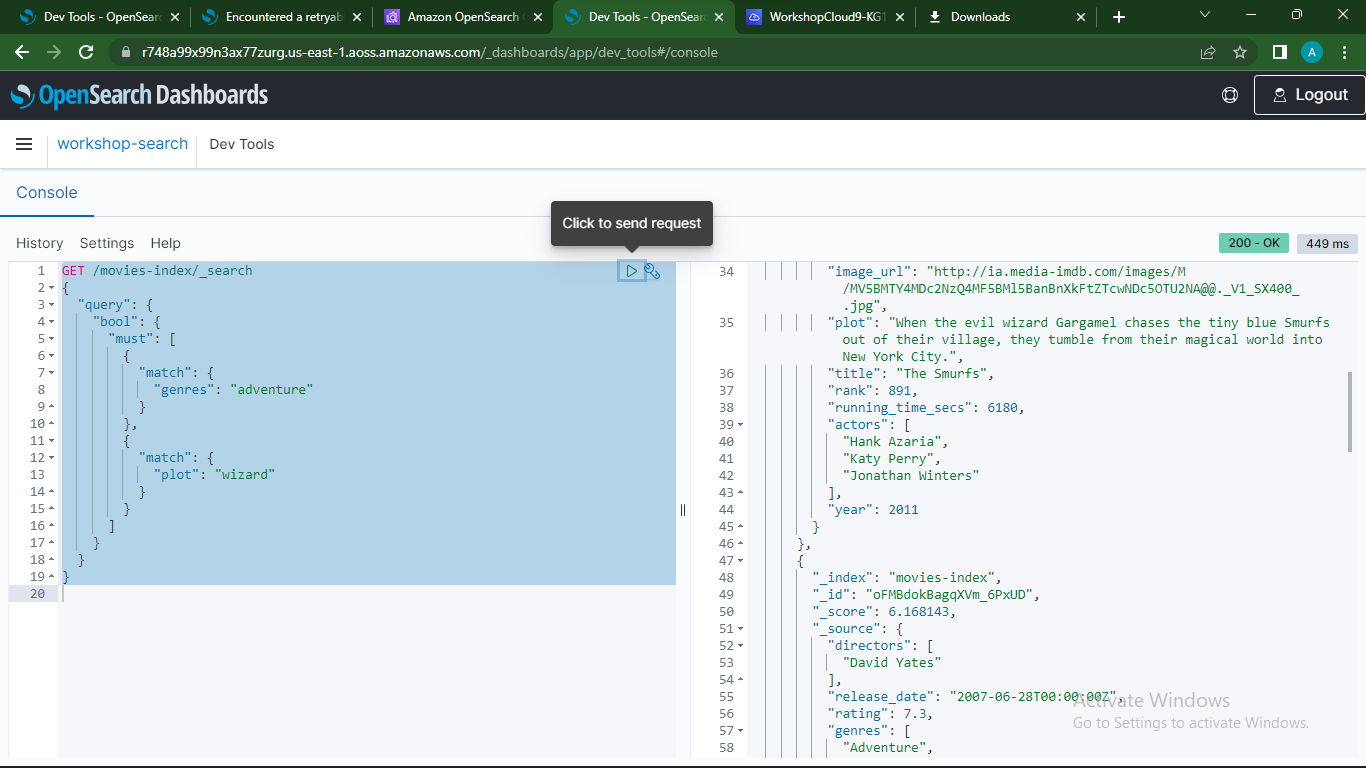 Dev Tools - OpenSearc
Encountered a retryab
Amazon OpenSearch
Dev Tools - OpenSear
WorkshopCloud9-KG
Downloads
r748a99x99n3ax77zurg.us-east-1.aoss.amazonaws.com/_dashboards/app/dev_tools#/console
A
OpenSearch Dashboards
Logout
workshop-search
Dev Tools
Console
Click to send request
History Settings Help
200 - OK
449 ms
1 GET /movies-index/_search
2 {
3 "query": {
4 "bool": {
5 "must": [
6 {
7 "match": {
8 "genres": "adventure"
9 }
10 },
11 {
12 "match": {
13 "plot": "wizard"
14 }
15 }
16 ]
17 }
18 }
19 }
20
34 "image_url": "http://ia.media-imdb.com/images/M
/MV5BMTY4MDc2NzQ4MF5BMl5BanBnXkFtZTcwNDc5OTU2NA@@._V1_SX400_
.jpg",
35 "plot": "When the evil wizard Gargamel chases the tiny blue Smurfs
out of their village, they tumble from their magical world into
New York City.",
36 "title": "The Smurfs",
37 "rank": 891,
38 "running_time_secs": 6180,
39 "actors": [
40 "Hank Azaria",
41 "Katy Perry",
42 "Jonathan Winters"
43 ],
44 "year": 2011
45 }
46 },
47 {
48 "_index": "movies-index",
49 "_id": "oFMBdokBagqXVm_6PxUD",
50 "_score": 6.168143,
51 "_source": {
52 "directors": [
53 "David Yates"
54 ],
55 "release_date": "2007-06-28T00:00:00Z",
56 "rating": 7.3,
57 "genres": [
58 "Adventure",
Activate Windows
Go to Settings to activate Windows.